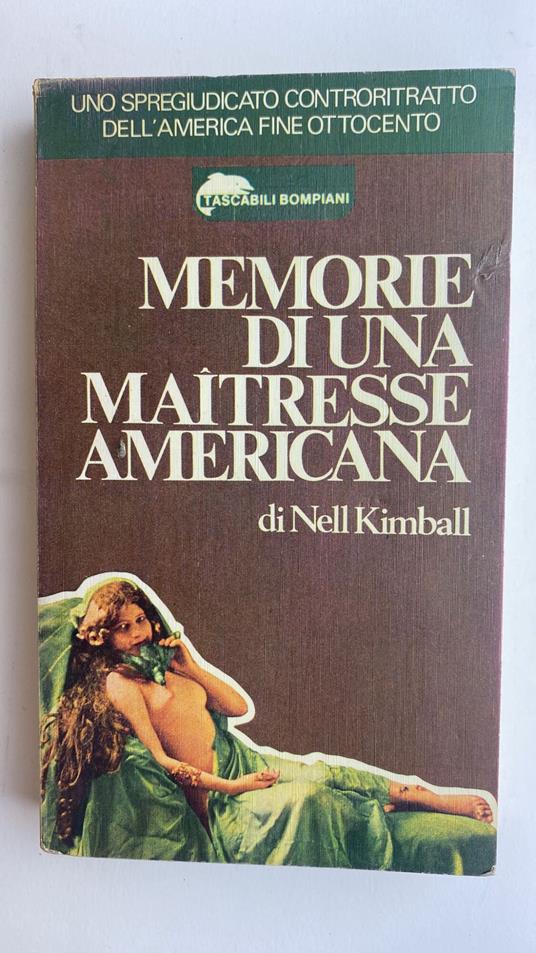 UNO SPREGIUDICATO CONTRORITRATTO
DELL'AMERICA FINE OTTOCENTO
TASCABILI BOMPIANI
MEMORIE
DI UNA
MAÎTRESSE
AMERICANA
di Nell Kimball